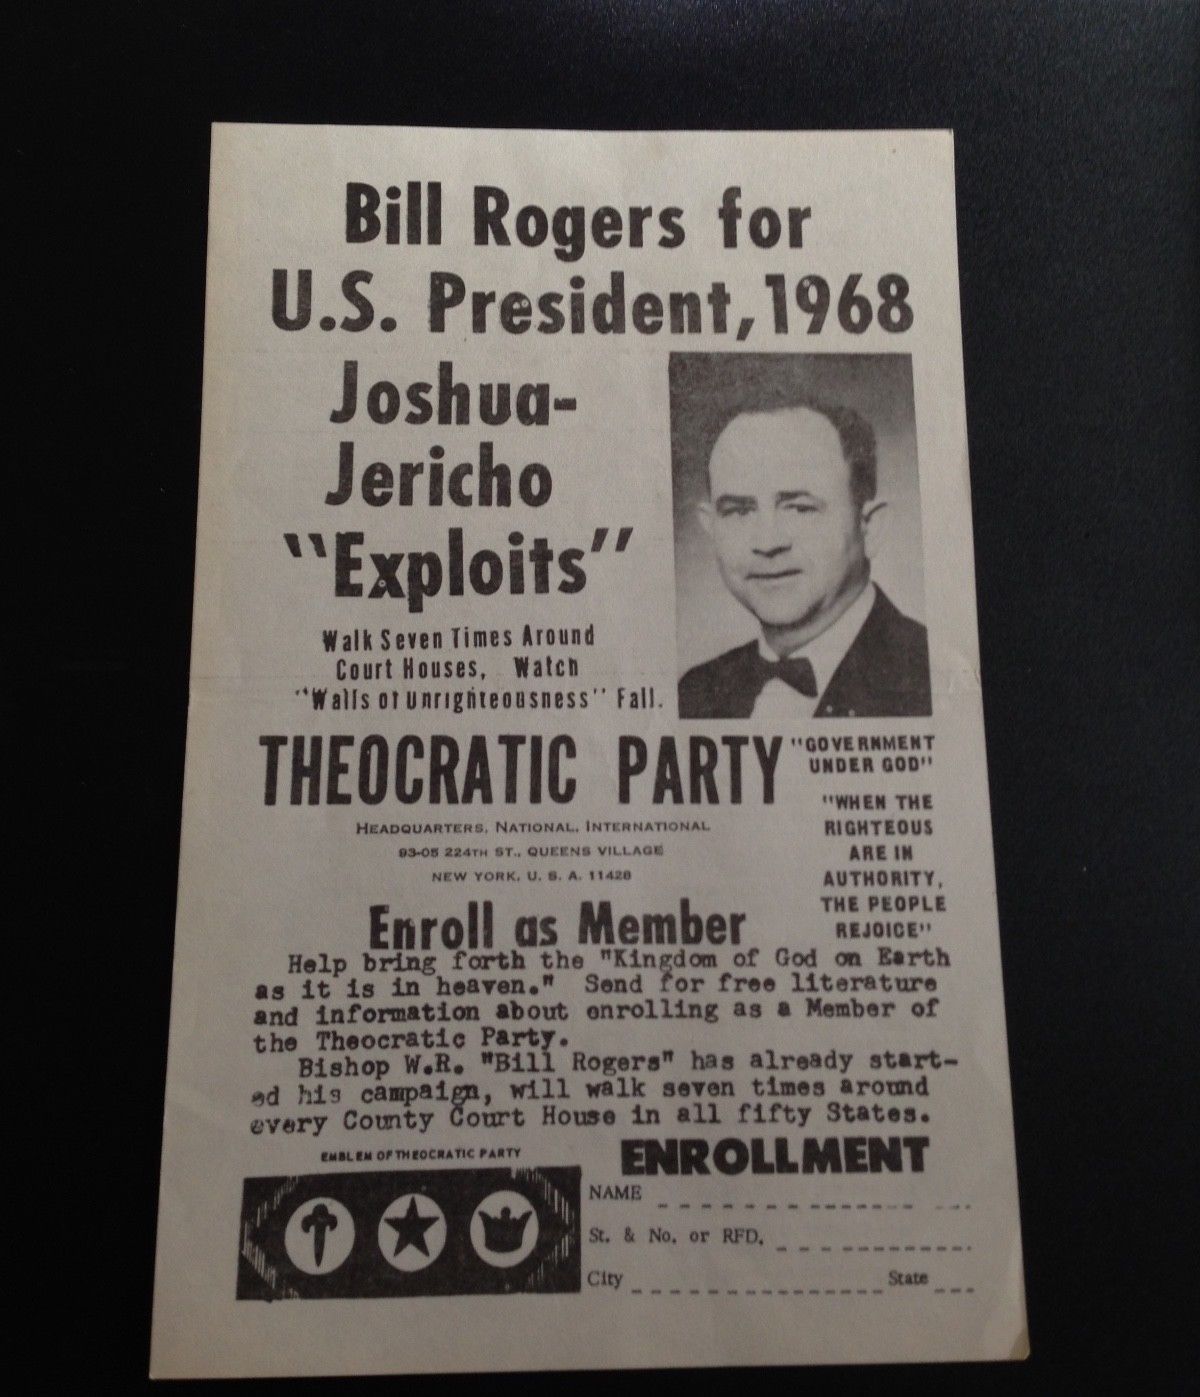 Bill Rogers for
U.S. President, 1968
Joshua-
Jericho
"Exploits"
Walk Seven Times Around
Court Houses, Watch
"Walls of Unrighteousness" Fall.
THEOCRATIC PARTY
"GOVERNMENT
UNDER GOD"
HEADQUARTERS, NATIONAL, INTERNATIONAL
93-05 224TH ST., QUEENS VILLAGE
NEW YORK, U. S. A. 11428
"WHEN THE
RIGHTEOUS
ARE IN
AUTHORITY,
THE PEOPLE
REJOICE"
Enroll as Member
Help bring forth the "Kingdom of God on Earth
as it is in heaven." Send for free literature
and information about enrolling as a Member of
the Theocratic Party.
Bishop W.R. "Bill Rogers" has already start-
ed his campaign, will walk seven times around
every County Court House in all fifty States.
EMBLEM OF THEOCRATIC PARTY
ENROLLMENT
NAME
St. & No. or RFD.
City State